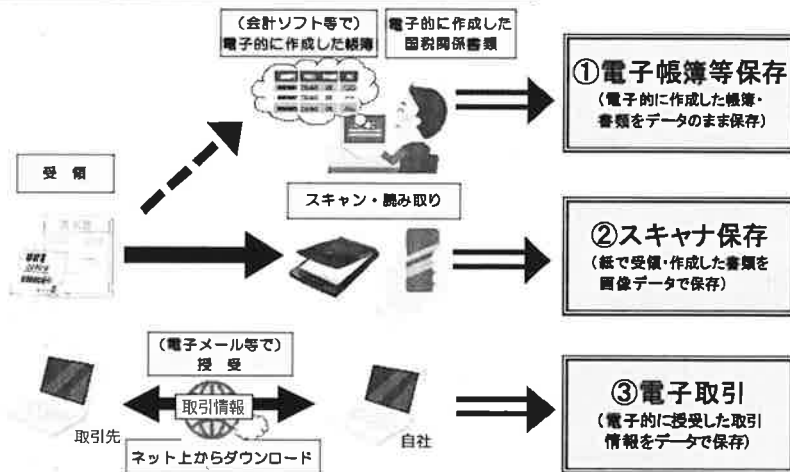 (会計ソフト等で)
電子的に作成した帳簿
電子的に作成した
国税関係書類
①電子帳簿等保存
(電子的に作成した帳簿・
書類をデータのまま保存)
受 領
スキャン・読み取り
②スキャナ保存
(紙で受領・作成した書類を
画像データで保存)
(電子メール等で)
授 受
取引情報
取引先
自社
ネット上からダウンロード
③電子取引
(電子的に授受した取引
情報をデータで保存)